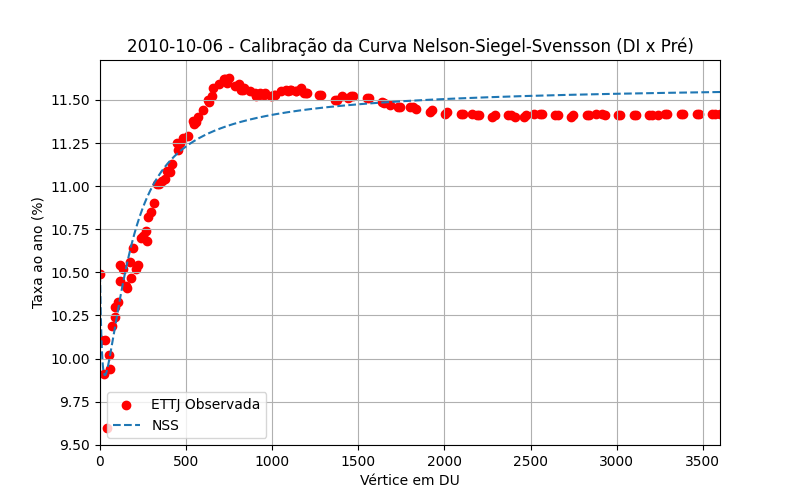 2010-10-06 - Calibração da Curva Nelson-Siegel-Svensson (DI x Pré)
Taxa ao ano (%)
11.50
11.25
11.00
10.75
10.50
10.25
10.00
9.75
9.50
ETTJ Observada
NSS
0 500 1000 1500 2000 2500 3000 3500
Vértice em DU